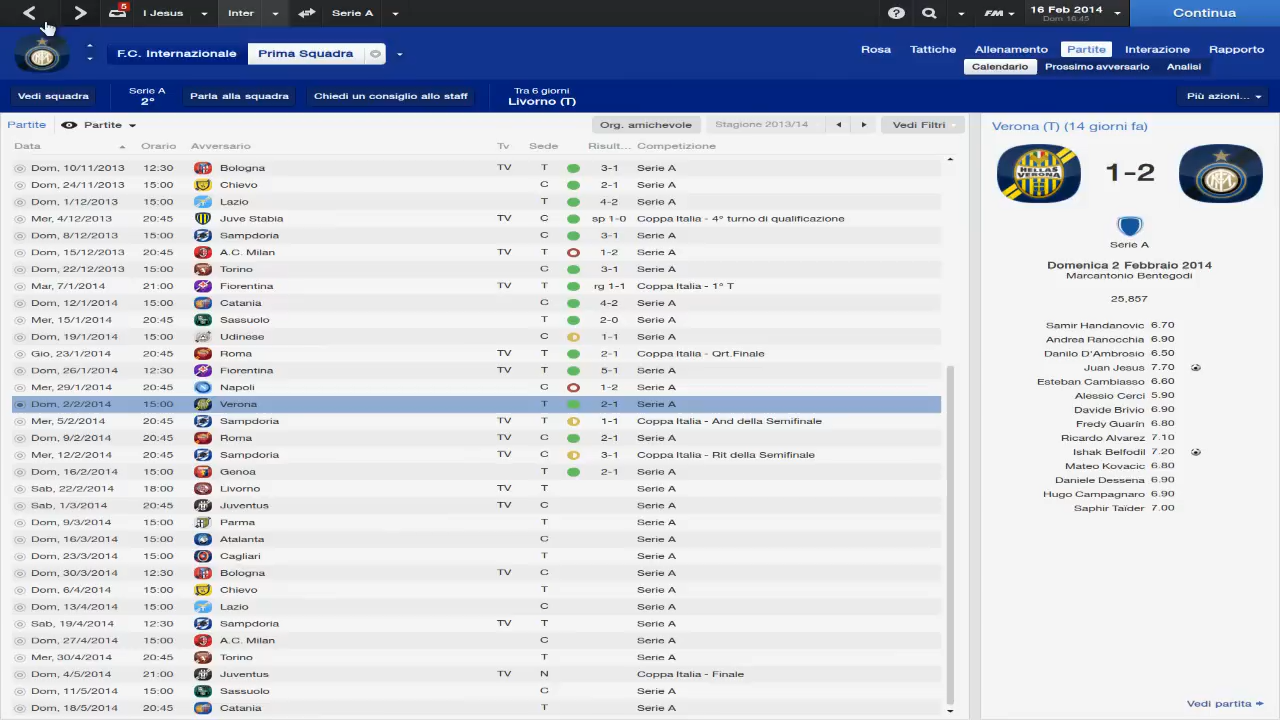 5 I Jesus Inter Serie A ? FM 16 Feb 2014 Dom 16:45 Continua
F.C. Internazionale Prima Squadra Rosa Tattiche Allenamento Partite Interazione Rapporto
Calendario Prossimo avversario Analisi
Vedi squadra Serie A 2° Parla alla squadra Chiedi un consiglio allo staff Tra 6 giorni Livorno (T) Più azioni...
Partite Partite Org. amichevole Stagione 2013/14 Vedi Filtri
Data Orario Avversario Tv Sede Risult... Competizione
Dom, 10/11/2013 15:00 Bologna TV T 3-1 Serie A
Dom, 24/11/2013 15:00 Chievo C 2-1 Serie A
Dom, 1/12/2013 15:00 Lazio T 4-2 Serie A
Mer, 4/12/2013 20:45 Juve Stabia TV C sp 1-0 Coppa Italia - 4° turno di qualificazione
Dom, 8/12/2013 20:45 Sampdoria C 3-1 Serie A
Dom, 15/12/2013 20:45 A.C. Milan TV T 1-2 Serie A
Dom, 22/12/2013 15:00 Torino C 3-1 Serie A
Mar, 7/1/2014 21:00 Fiorentina TV T rg 1-1 Coppa Italia - 1° T
Dom, 12/1/2014 15:00 Catania C 4-2 Serie A
Mer, 15/1/2014 20:45 Sassuolo T 2-0 Serie A
Dom, 19/1/2014 15:00 Udinese C 1-1 Serie A
Gio, 23/1/2014 20:45 Roma TV T 2-1 Coppa Italia - Qrt.Finale
Dom, 26/1/2014 12:30 Fiorentina TV T 5-1 Serie A
Mer, 29/1/2014 20:45 Napoli C 1-2 Serie A
Dom, 2/2/2014 15:00 Verona T 2-1 Serie A
Mer, 5/2/2014 20:45 Sampdoria TV T 1-1 Coppa Italia - And della Semifinale
Dom, 9/2/2014 20:45 Roma TV C 2-1 Serie A
Mer, 12/2/2014 20:45 Sampdoria TV C 3-1 Coppa Italia - Rit della Semifinale
Dom, 16/2/2014 15:00 Genoa T 2-1 Serie A
Sab, 22/2/2014 18:00 Livorno TV T Serie A
Sab, 1/3/2014 20:45 Juventus TV C Serie A
Dom, 9/3/2014 15:00 Parma T Serie A
Dom, 16/3/2014 15:00 Atalanta C Serie A
Dom, 23/3/2014 15:00 Cagliari T Serie A
Dom, 30/3/2014 12:30 Bologna TV C Serie A
Dom, 6/4/2014 15:00 Chievo T Serie A
Dom, 13/4/2014 15:00 Lazio C Serie A
Sab, 19/4/2014 12:30 Sampdoria TV T Serie A
Dom, 27/4/2014 15:00 A.C. Milan C Serie A
Mer, 30/4/2014 20:45 Torino T Serie A
Dom, 4/5/2014 21:00 Juventus TV N Coppa Italia - Finale
Dom, 11/5/2014 15:00 Sassuolo C Serie A
Dom, 18/5/2014 20:45 Catania T Serie A
Verona (T) (14 giorni fa)
HELLAS VERONA 1-2
Serie A
Domenica 2 Febbraio 2014
Marcantonio Bentegodi
25,857
Samir Handanovic 6.70
Andrea Ranocchia 6.90
Danilo D'Ambrosio 6.50
Juan Jesus 7.70
Esteban Cambiasso 6.60
Alessio Cerci 5.90
Davide Brivio 6.90
Fredy Guarín 6.80
Ricardo Álvarez 7.10
Ishak Belfodil 7.20
Mateo Kovacic 6.80
Daniele Dessena 6.90
Hugo Campagnaro 6.90
Saphir Taïder 7.00
Vedi partita